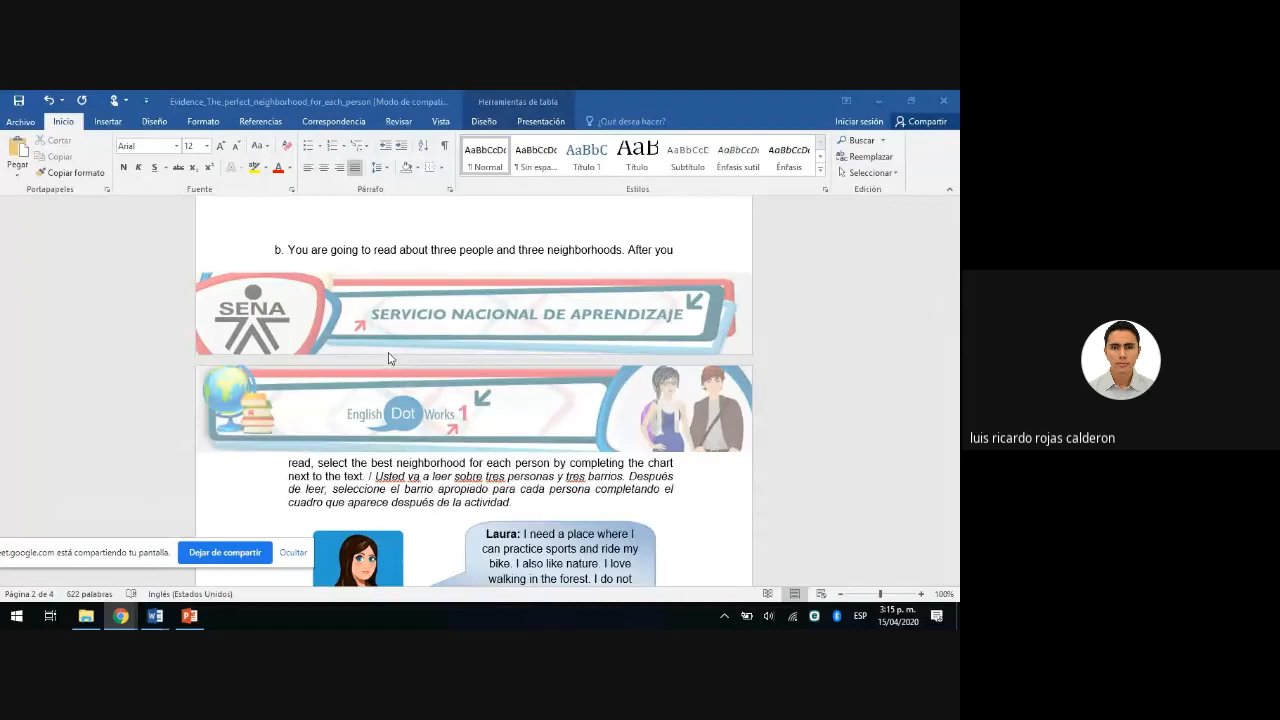 Evidence_The_perfect_neighborhood_for_each_person [Modo de compati...
Herramientas de tabla
Archivo Inicio Insertar Diseño Formato Referencias Correspondencia Revisar Vista Diseño Presentación ¿Qué desea hacer? Iniciar sesión Compartir
Pegar
Cortar
Copiar
Copiar formato
Portapapeles
Arial 12
Aa
N K S abc x₂ x²
A
Fuente
Párrafo
AaBbCcDc AaBbCcDc AaBbC AaB AaBbCcC AaBbCcDc AaBbCcDc
¶ Normal ¶ Sin espa... Título 1 Título Subtítulo Énfasis sutil Énfasis
Estilos
Buscar
Reemplazar
Seleccionar
Edición
b. You are going to read about three people and three neighborhoods. After you
SENA
SERVICIO NACIONAL DE APRENDIZAJE
English Dot Works 1
read, select the best neighborhood for each person by completing the chart
next to the text. / Usted va a leer sobre tres personas y tres barrios. Después
de leer, seleccione el barrio apropiado para cada persona completando el
cuadro que aparece después de la actividad.
Laura: I need a place where I
can practice sports and ride my
bike. I also like nature. I love
walking in the forest. I do not
eet.google.com está compartiendo tu pantalla. Dejar de compartir Ocultar
Página 2 de 4 622 palabras Inglés (Estados Unidos) 100%
ESP
3:15 p. m.
15/04/2020
luis ricardo rojas calderon